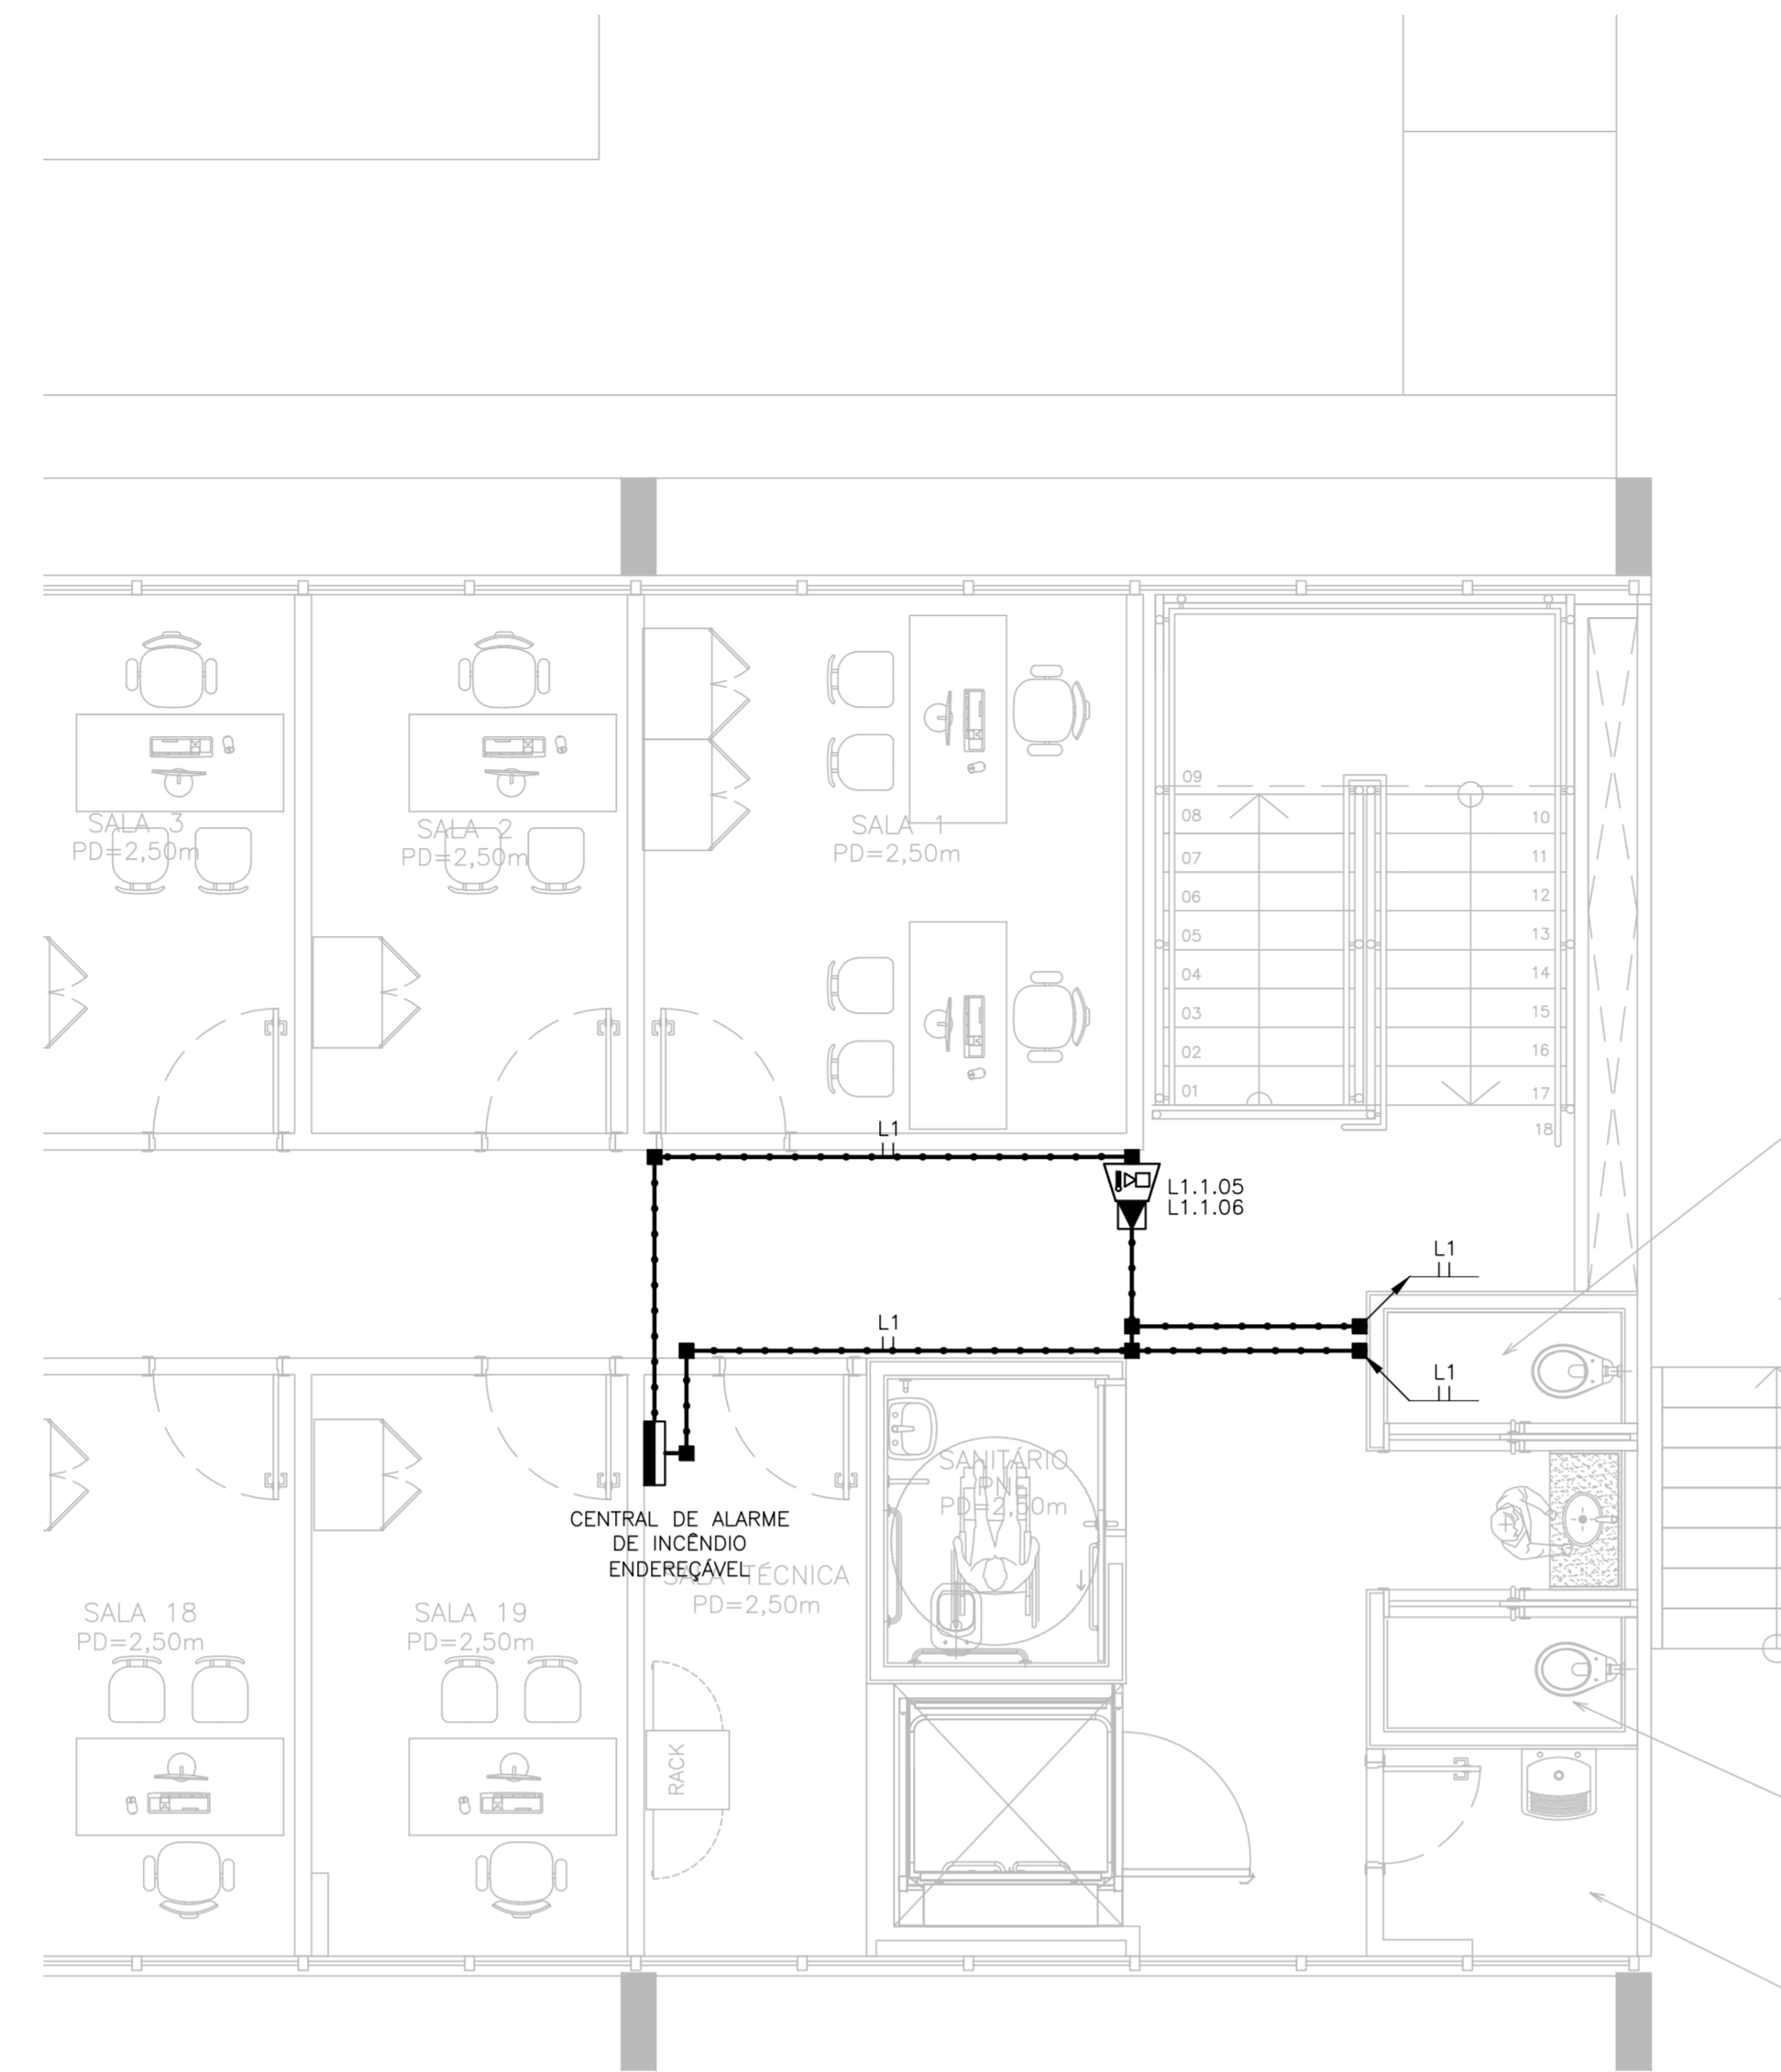 SALA 3
PD=2,50m
SALA 2
PD=2,50m
SALA 1
PD=2,50m
09
08
07
06
05
04
03
02
01
10
11
12
13
14
15
16
17
18
L1
L1.1.05
L1.1.06
L1
L1
L1
CENTRAL DE ALARME
DE INCÊNDIO
ENDEREÇÁVEL
SALA TÉCNICA
PD=2,50m
SANITÁRIO
PNE
PD=2,50m
SALA 18
PD=2,50m
SALA 19
PD=2,50m
RACK